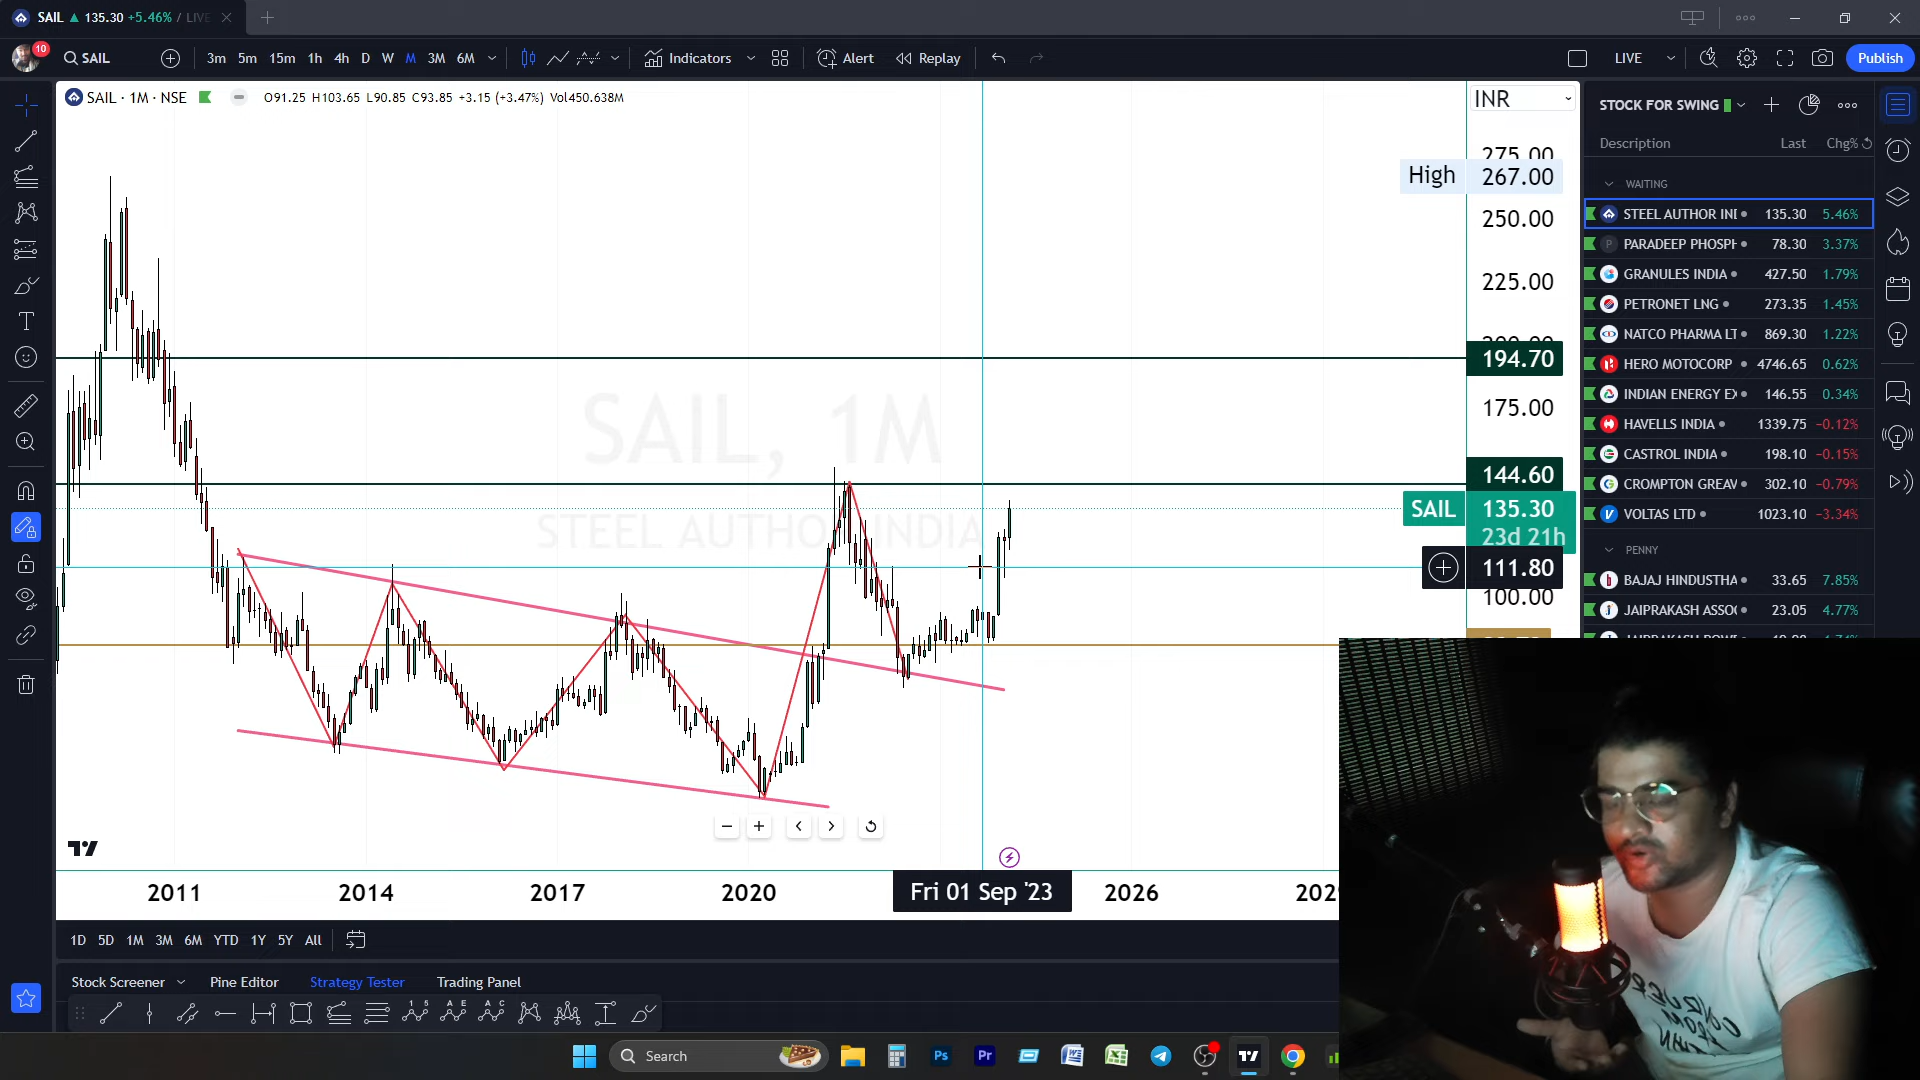 SAIL 135.30 +5.46% / LIVE
10
SAIL 3m 5m 15m 1h 4h D W M 3M 6M Indicators Alert Replay LIVE Publish
SAIL · 1M · NSE O91.25 H103.65 L90.85 C93.85 +3.15 (+3.47%) Vol450.638M
INR
275.00
High 267.00
250.00
225.00
194.70
175.00
144.60
SAIL 135.30
23d 21h
111.80
100.00
SAIL, 1M
STEEL AUTHOR INDIA
2011 2014 2017 2020 Fri 01 Sep '23 2026
1D 5D 1M 3M 6M YTD 1Y 5Y All
Stock Screener Pine Editor Strategy Tester Trading Panel
STOCK FOR SWING
Description Last Chg%
WAITING
STEEL AUTHOR INI 135.30 5.46%
PARADEEP PHOSPH 78.30 3.37%
GRANULES INDIA 427.50 1.79%
PETRONET LNG 273.35 1.45%
NATCO PHARMA LT 869.30 1.22%
HERO MOTOCORP 4746.65 0.62%
INDIAN ENERGY EX 146.55 0.34%
HAVELLS INDIA 1339.75 −0.12%
CASTROL INDIA 198.10 −0.15%
CROMPTON GREAV 302.10 −0.79%
VOLTAS LTD 1023.10 −3.34%
PENNY
BAJAJ HINDUSTHA 33.65 7.85%
JAIPRAKASH ASSO 23.05 4.77%
Search
Ps Pr